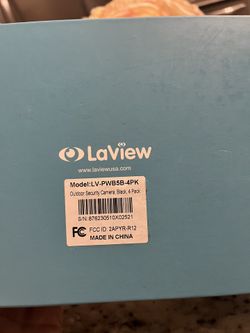 LaView
www.laviewusa.com
Model:LV-PWB5B-4PK
Outdoor Security Camera, Black, 4 Pack
S/N:876230510X02521
FC
FCC ID: 2APYR-R12
MADE IN CHINA